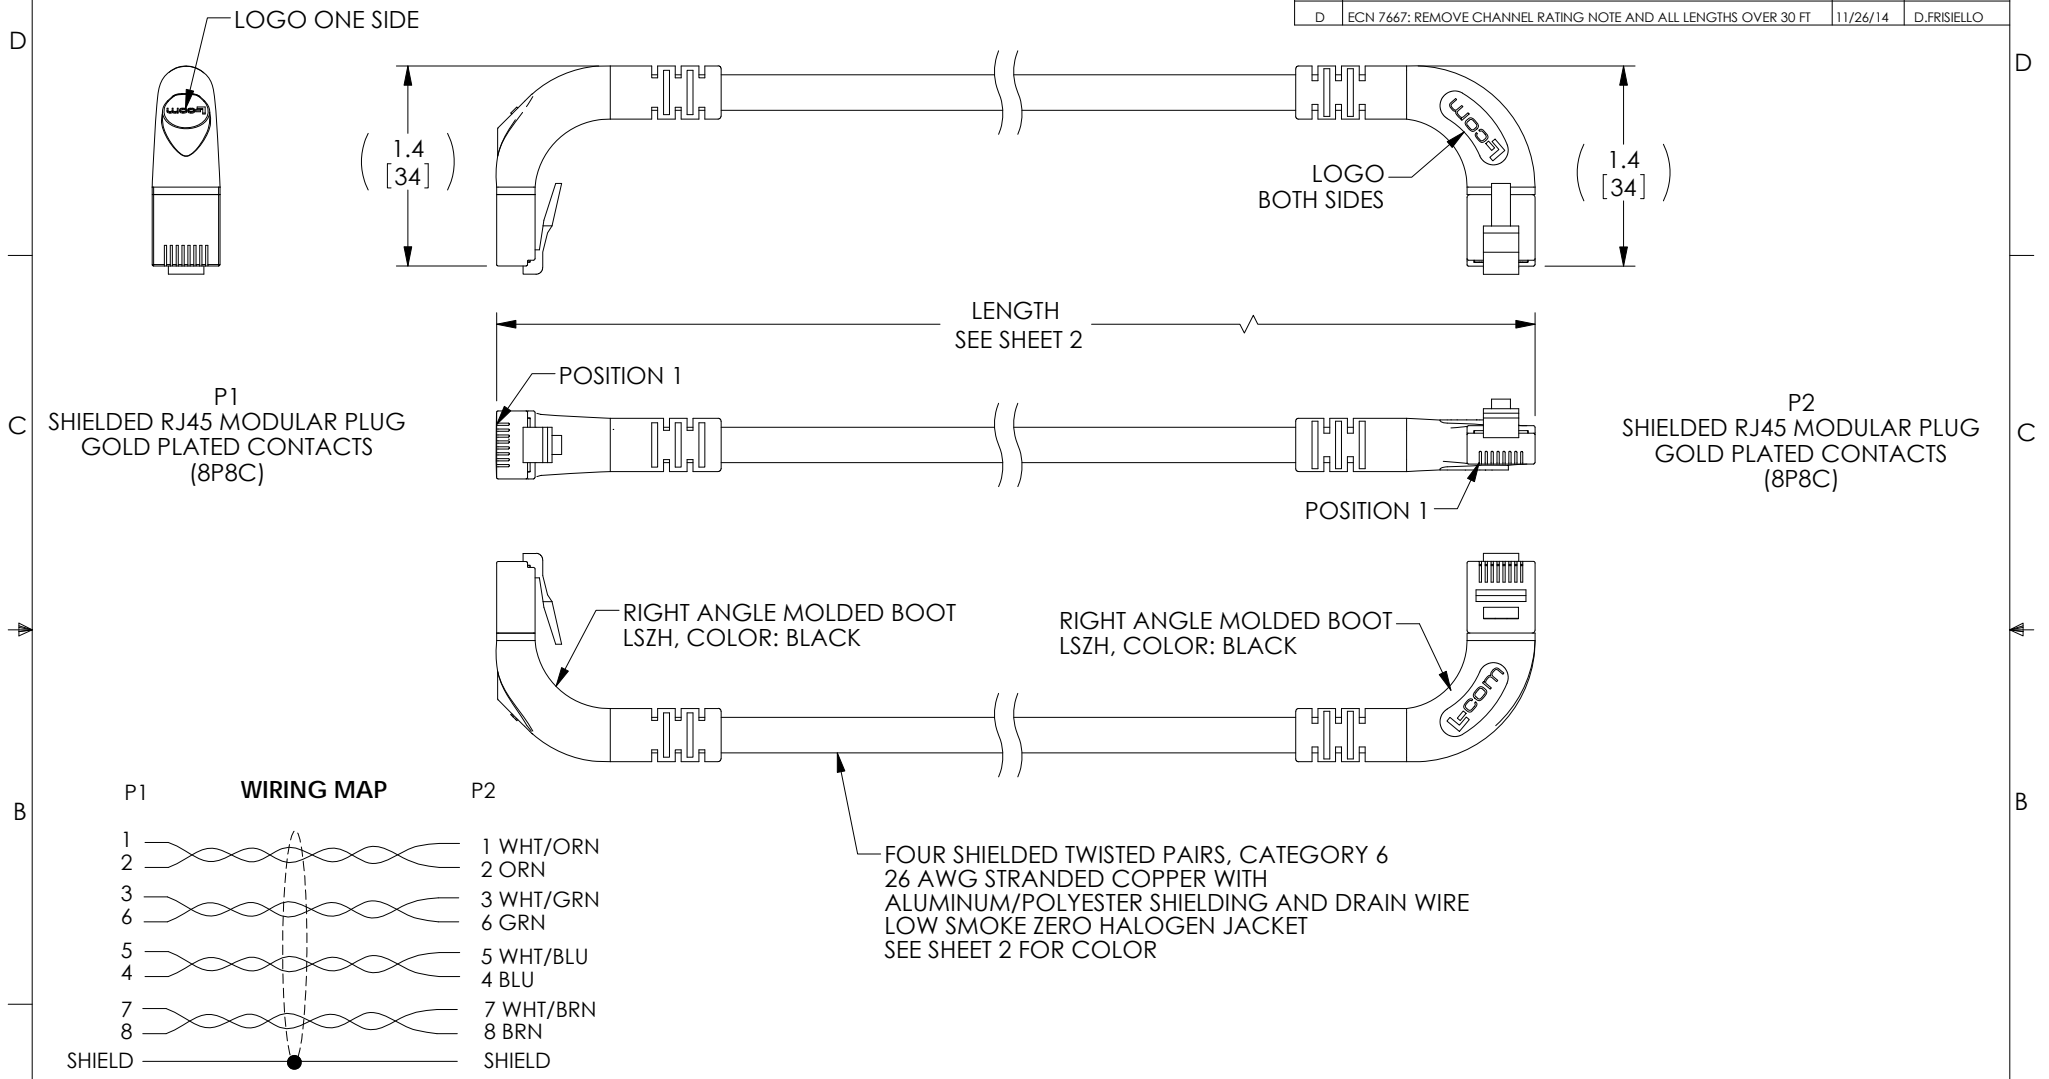 D ECN 7667: REMOVE CHANNEL RATING NOTE AND ALL LENGTHS OVER 30 FT 11/26/14 D.FRISIELLO
LOGO ONE SIDE
D
D
L-com
L-com
1.4
[34]
1.4
[34]
LOGO
BOTH SIDES
LENGTH
SEE SHEET 2
POSITION 1
P1
SHIELDED RJ45 MODULAR PLUG
GOLD PLATED CONTACTS
(8P8C)
P2
SHIELDED RJ45 MODULAR PLUG
GOLD PLATED CONTACTS
(8P8C)
C
C
POSITION 1
RIGHT ANGLE MOLDED BOOT
LSZH, COLOR: BLACK
RIGHT ANGLE MOLDED BOOT
LSZH, COLOR: BLACK
L-com
P1 WIRING MAP P2
B
B
1 1 WHT/ORN
2 2 ORN
3 3 WHT/GRN
6 6 GRN
5 5 WHT/BLU
4 4 BLU
7 7 WHT/BRN
8 8 BRN
SHIELD SHIELD
FOUR SHIELDED TWISTED PAIRS, CATEGORY 6
26 AWG STRANDED COPPER WITH
ALUMINUM/POLYESTER SHIELDING AND DRAIN WIRE
LOW SMOKE ZERO HALOGEN JACKET
SEE SHEET 2 FOR COLOR